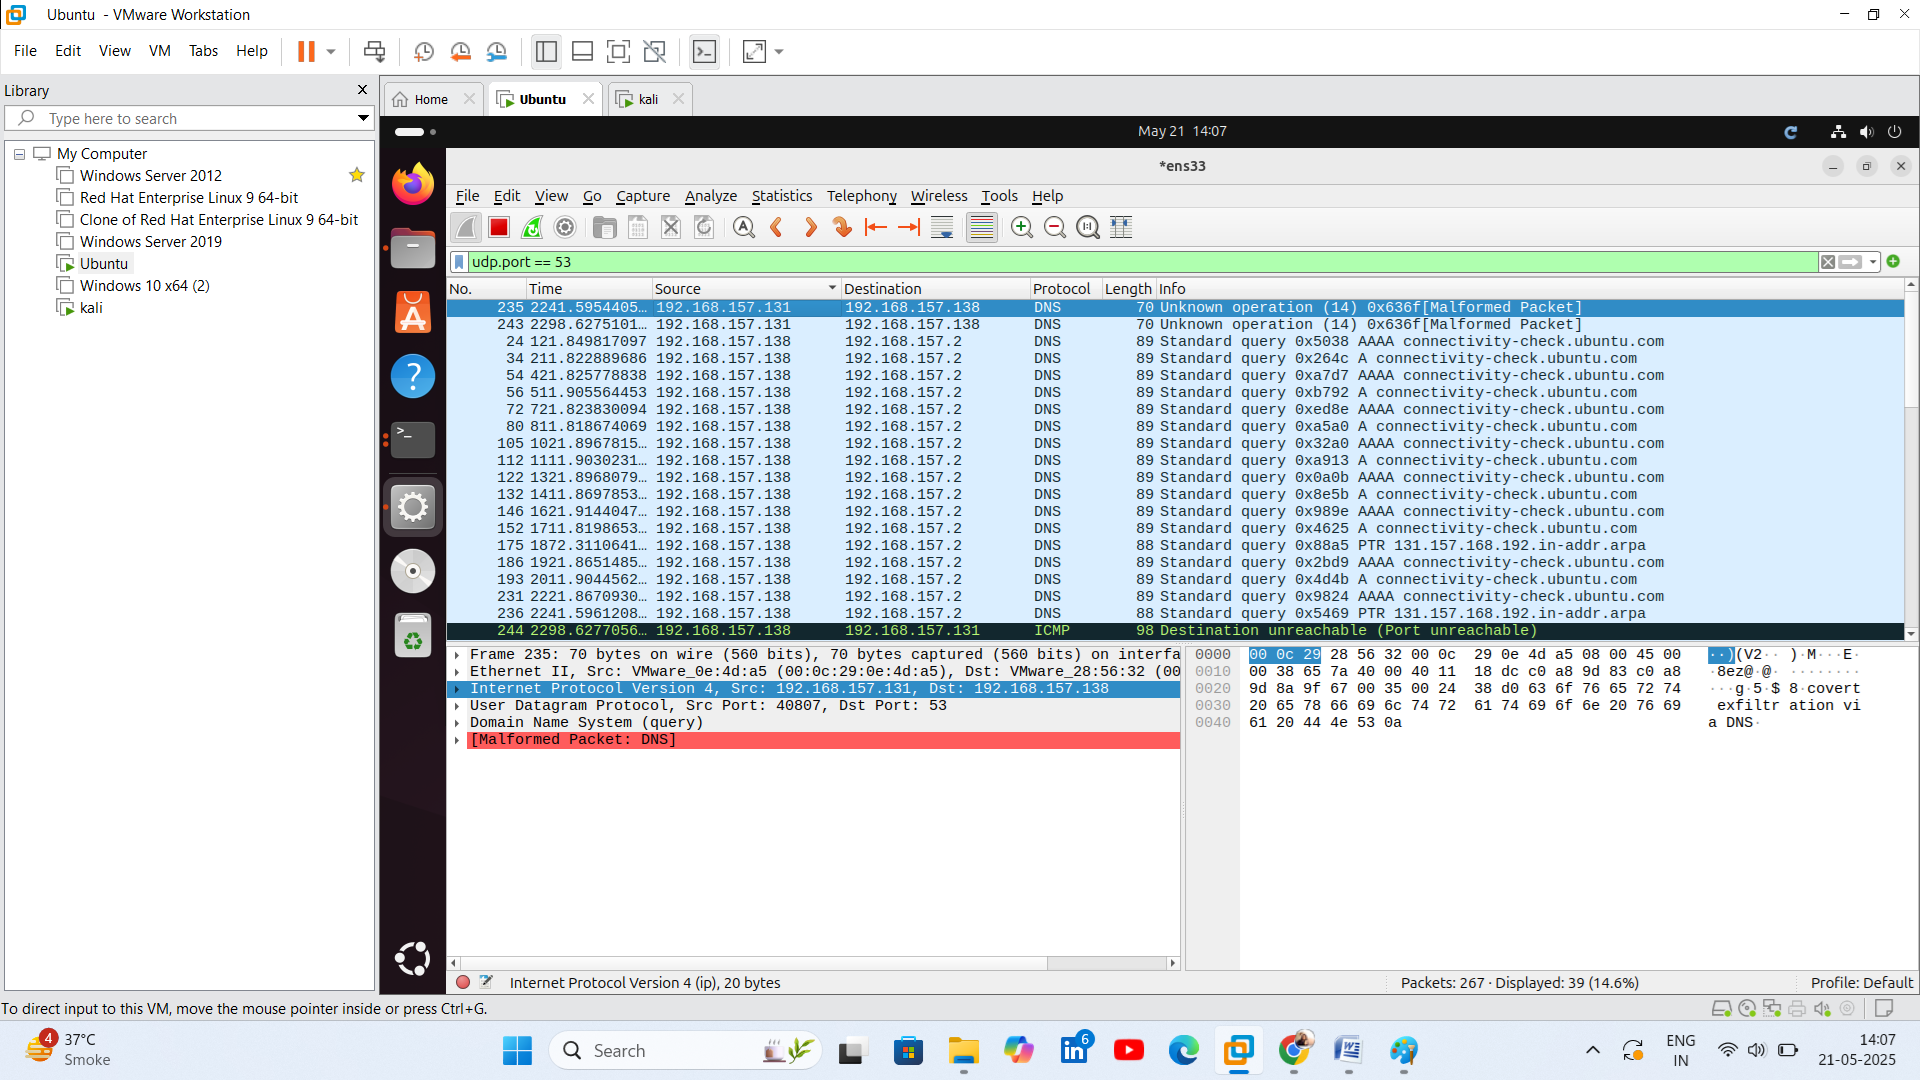 Ubuntu - VMware Workstation
File Edit View VM Tabs Help
Library
Type here to search
My Computer
Windows Server 2012
Red Hat Enterprise Linux 9 64-bit
Clone of Red Hat Enterprise Linux 9 64-bit
Windows Server 2019
Ubuntu
Windows 10 x64 (2)
kali
Home
Ubuntu
kali
May 21 14:07
*ens33
File Edit View Go Capture Analyze Statistics Telephony Wireless Tools Help
udp.port == 53
No. Time Source Destination Protocol Length Info
235 2241.5954405… 192.168.157.131 192.168.157.138 DNS 70 Unknown operation (14) 0x636f[Malformed Packet]
243 2298.6275101… 192.168.157.131 192.168.157.138 DNS 70 Unknown operation (14) 0x636f[Malformed Packet]
24 121.849817097 192.168.157.138 192.168.157.2 DNS 89 Standard query 0x5038 AAAA connectivity-check.ubuntu.com
34 211.822889686 192.168.157.138 192.168.157.2 DNS 89 Standard query 0x264c A connectivity-check.ubuntu.com
54 421.825778838 192.168.157.138 192.168.157.2 DNS 89 Standard query 0xa7d7 AAAA connectivity-check.ubuntu.com
56 511.905564453 192.168.157.138 192.168.157.2 DNS 89 Standard query 0xb792 A connectivity-check.ubuntu.com
72 721.823830094 192.168.157.138 192.168.157.2 DNS 89 Standard query 0xed8e AAAA connectivity-check.ubuntu.com
80 811.818674069 192.168.157.138 192.168.157.2 DNS 89 Standard query 0xa5a0 A connectivity-check.ubuntu.com
105 1021.8967815… 192.168.157.138 192.168.157.2 DNS 89 Standard query 0x32a0 AAAA connectivity-check.ubuntu.com
112 1111.9030231… 192.168.157.138 192.168.157.2 DNS 89 Standard query 0xa913 A connectivity-check.ubuntu.com
122 1321.8968079… 192.168.157.138 192.168.157.2 DNS 89 Standard query 0x0a0b AAAA connectivity-check.ubuntu.com
132 1411.8697853… 192.168.157.138 192.168.157.2 DNS 89 Standard query 0x8e5b A connectivity-check.ubuntu.com
146 1621.9144047… 192.168.157.138 192.168.157.2 DNS 89 Standard query 0x989e AAAA connectivity-check.ubuntu.com
152 1711.8198653… 192.168.157.138 192.168.157.2 DNS 89 Standard query 0x4625 A connectivity-check.ubuntu.com
175 1872.3110641… 192.168.157.138 192.168.157.2 DNS 88 Standard query 0x88a5 PTR 131.157.168.192.in-addr.arpa
186 1921.8651485… 192.168.157.138 192.168.157.2 DNS 89 Standard query 0x2bd9 AAAA connectivity-check.ubuntu.com
193 2011.9044562… 192.168.157.138 192.168.157.2 DNS 89 Standard query 0x4d4b A connectivity-check.ubuntu.com
231 2221.8670930… 192.168.157.138 192.168.157.2 DNS 89 Standard query 0x9824 AAAA connectivity-check.ubuntu.com
236 2241.5961208… 192.168.157.138 192.168.157.2 DNS 88 Standard query 0x5469 PTR 131.157.168.192.in-addr.arpa
244 2298.6277056… 192.168.157.138 192.168.157.131 ICMP 98 Destination unreachable (Port unreachable)
Frame 235: 70 bytes on wire (560 bits), 70 bytes captured (560 bits) on interfa
Ethernet II, Src: VMware_0e:4d:a5 (00:0c:29:0e:4d:a5), Dst: VMware_28:56:32 (00
Internet Protocol Version 4, Src: 192.168.157.131, Dst: 192.168.157.138
User Datagram Protocol, Src Port: 40807, Dst Port: 53
Domain Name System (query)
[Malformed Packet: DNS]
0000 00 0c 29 28 56 32 00 0c 29 0e 4d a5 08 00 45 00 ··)(V2·· )·M···E·
0010 00 38 65 7a 40 00 40 11 18 dc c0 a8 9d 83 c0 a8 ·8ez@·@· ········
0020 9d 8a 9f 67 00 35 00 24 38 d0 63 6f 76 65 72 74 ···g·5·$ 8·covert
0030 20 65 78 66 69 6c 74 72 61 74 69 6f 6e 20 76 69 exfiltr ation vi
0040 61 20 44 4e 53 0a a DNS·
Internet Protocol Version 4 (ip), 20 bytes
Packets: 267 · Displayed: 39 (14.6%)
Profile: Default
To direct input to this VM, move the mouse pointer inside or press Ctrl+G.
4
37°C
Smoke
Search
6
ENG
IN
14:07
21-05-2025